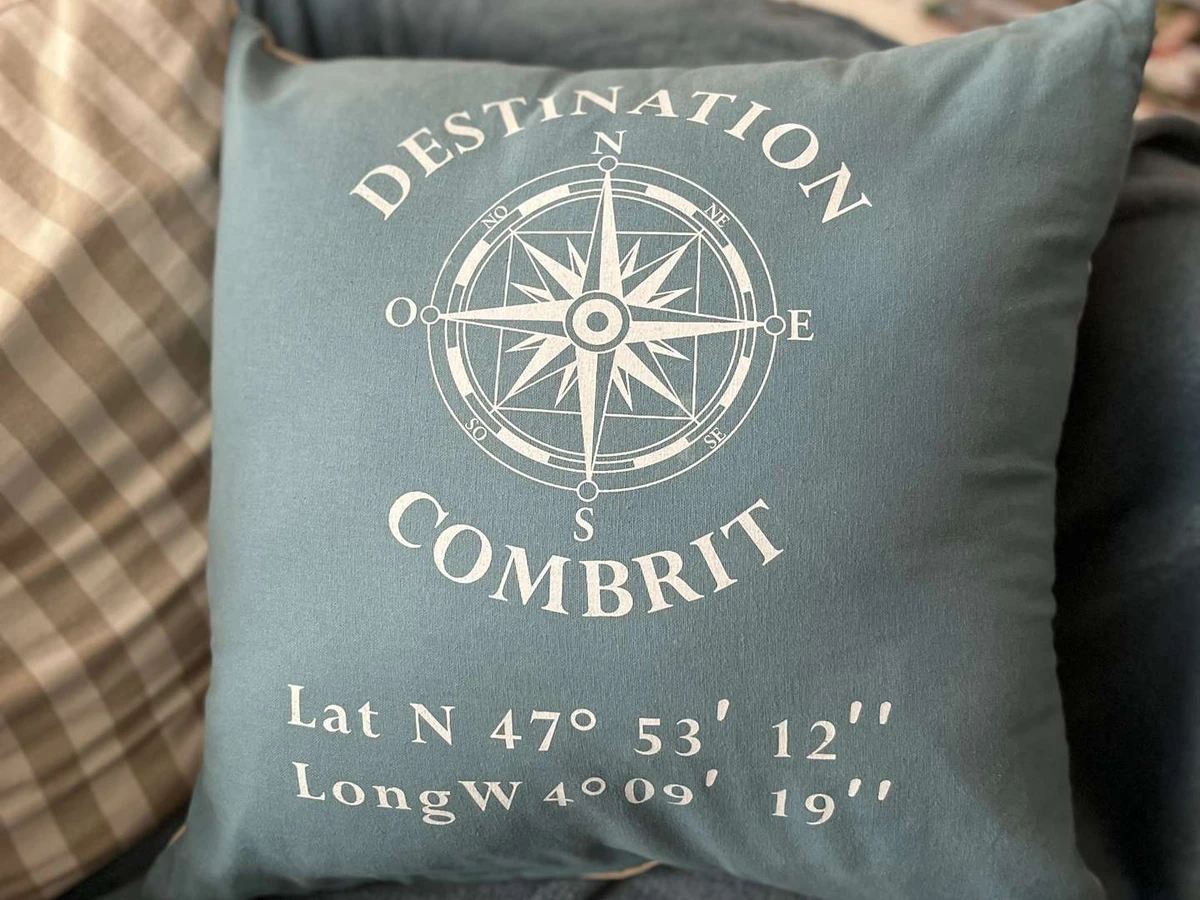 DESTINATION
N
NO NE
O E
SO SE
S
COMBRIT
Lat N 47° 53' 12''
LongW 4°09' 19''